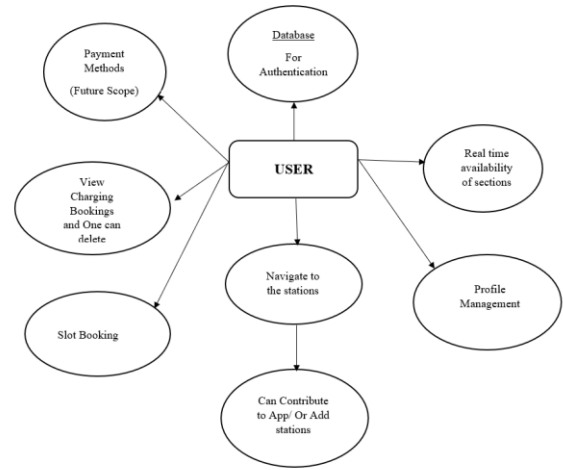 Database
For
Authentication
Payment
Methods
(Future Scope)
USER
Real time
availability
of sections
View
Charging
Bookings
and One can
delete
Navigate to
the stations
Profile
Management
Slot Booking
Can Contribute
to App/ Or Add
stations